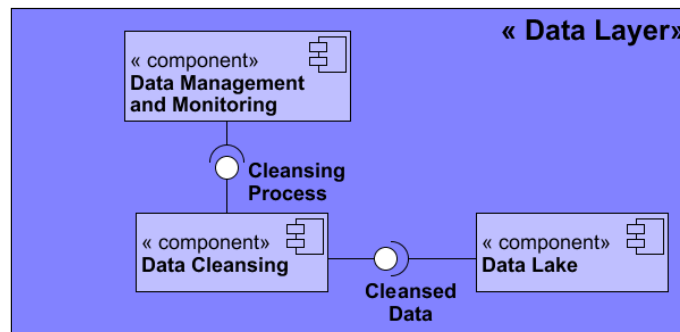 « Data Layer»
« component»
Data Management
and Monitoring
Cleansing
Process
« component»
Data Cleansing
« component»
Data Lake
Cleansed
Data